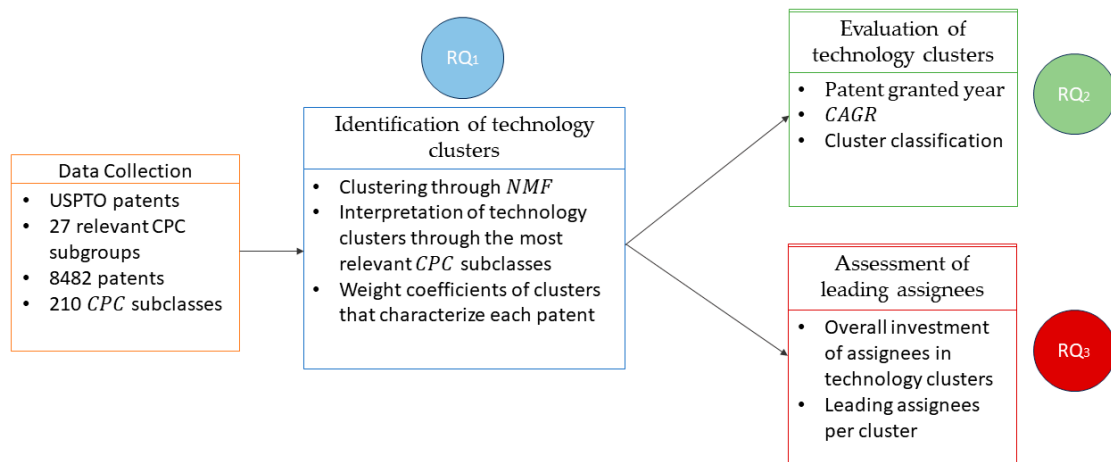 Data Collection
• USPTO patents
• 27 relevant CPC
subgroups
• 8482 patents
• 210 CPC subclasses
RQ1
Identification of technology
clusters
• Clustering through NMF
• Interpretation of technology
clusters through the most
relevant CPC subclasses
• Weight coefficients of clusters
that characterize each patent
Evaluation of
technology clusters
• Patent granted year
• CAGR
• Cluster classification
RQ2
Assessment of
leading assignees
• Overall investment
of assignees in
technology clusters
• Leading assignees
per cluster
RQ3